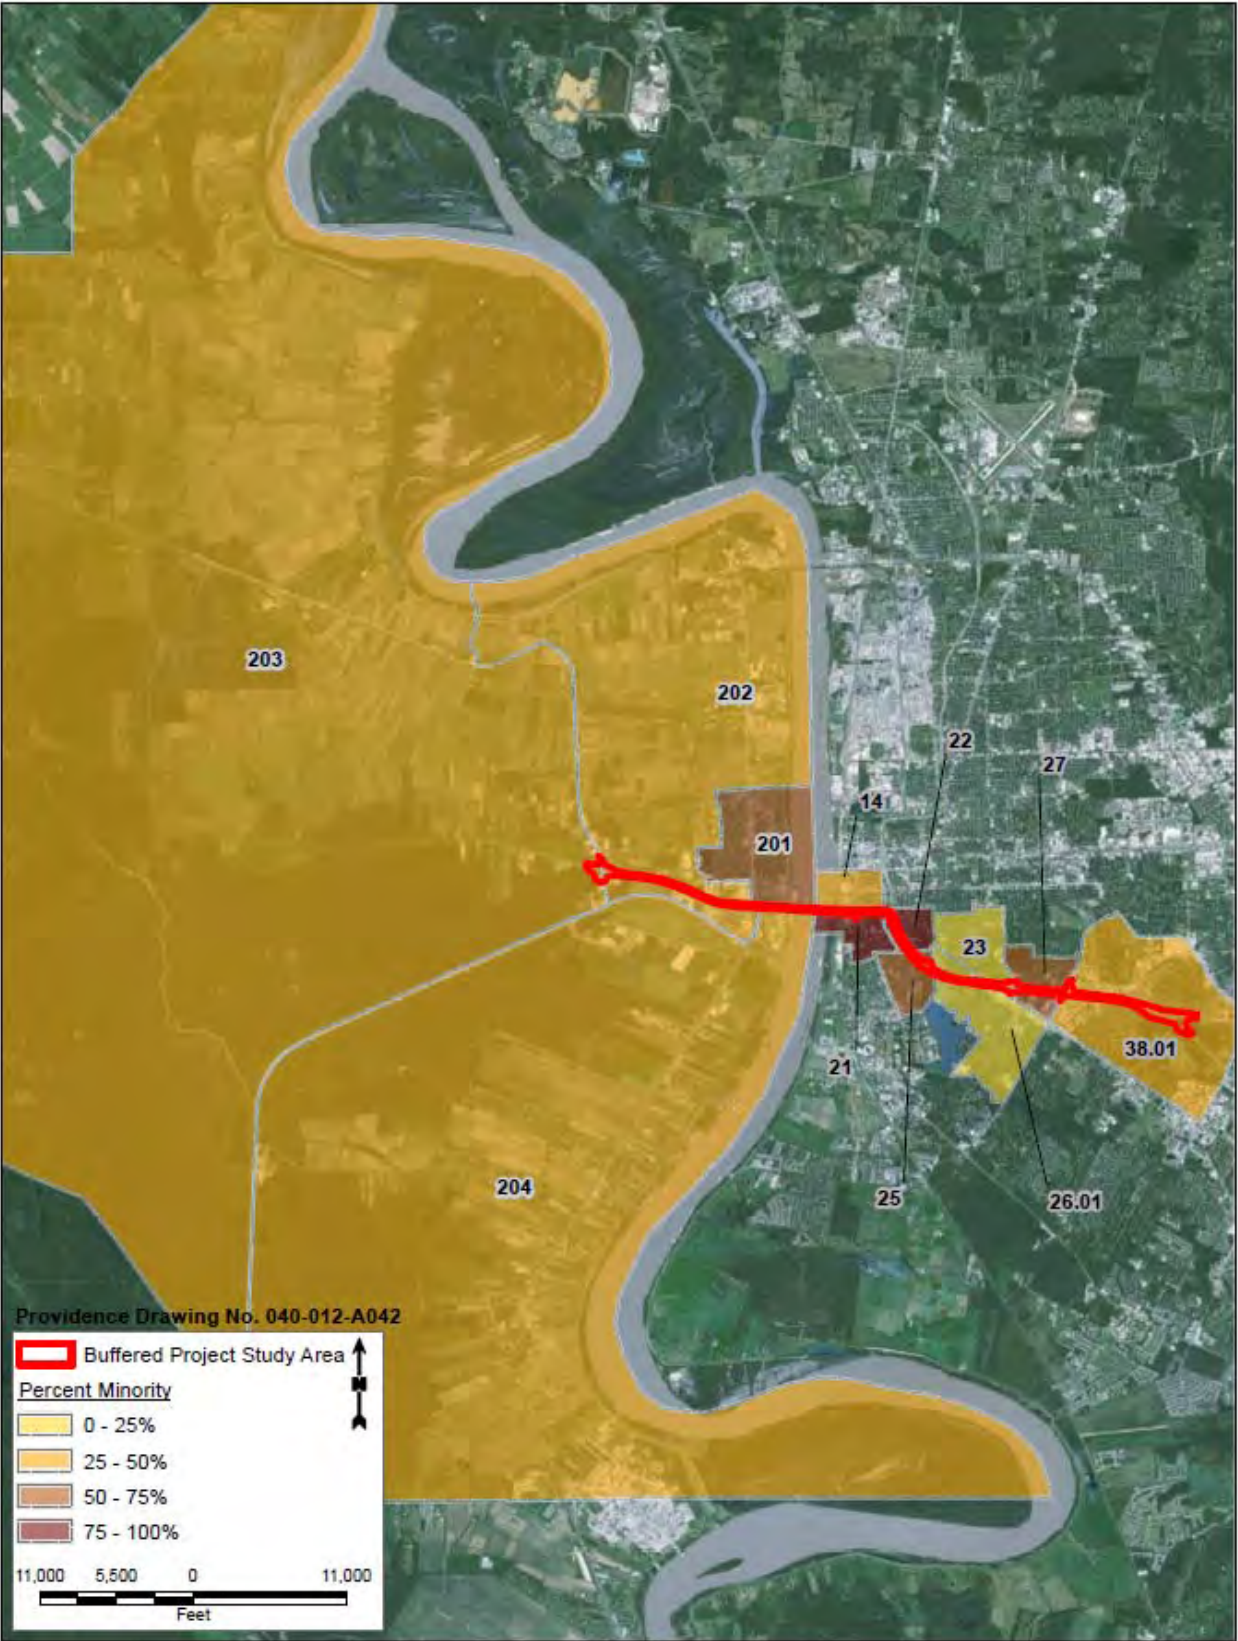 203
202
22
27
14
201
23
38.01
21
204
25
26.01
Providence Drawing No. 040-012-A042
Buffered Project Study Area
N
Percent Minority
0 - 25%
25 - 50%
50 - 75%
75 - 100%
11,000 5,500 0 11,000
Feet